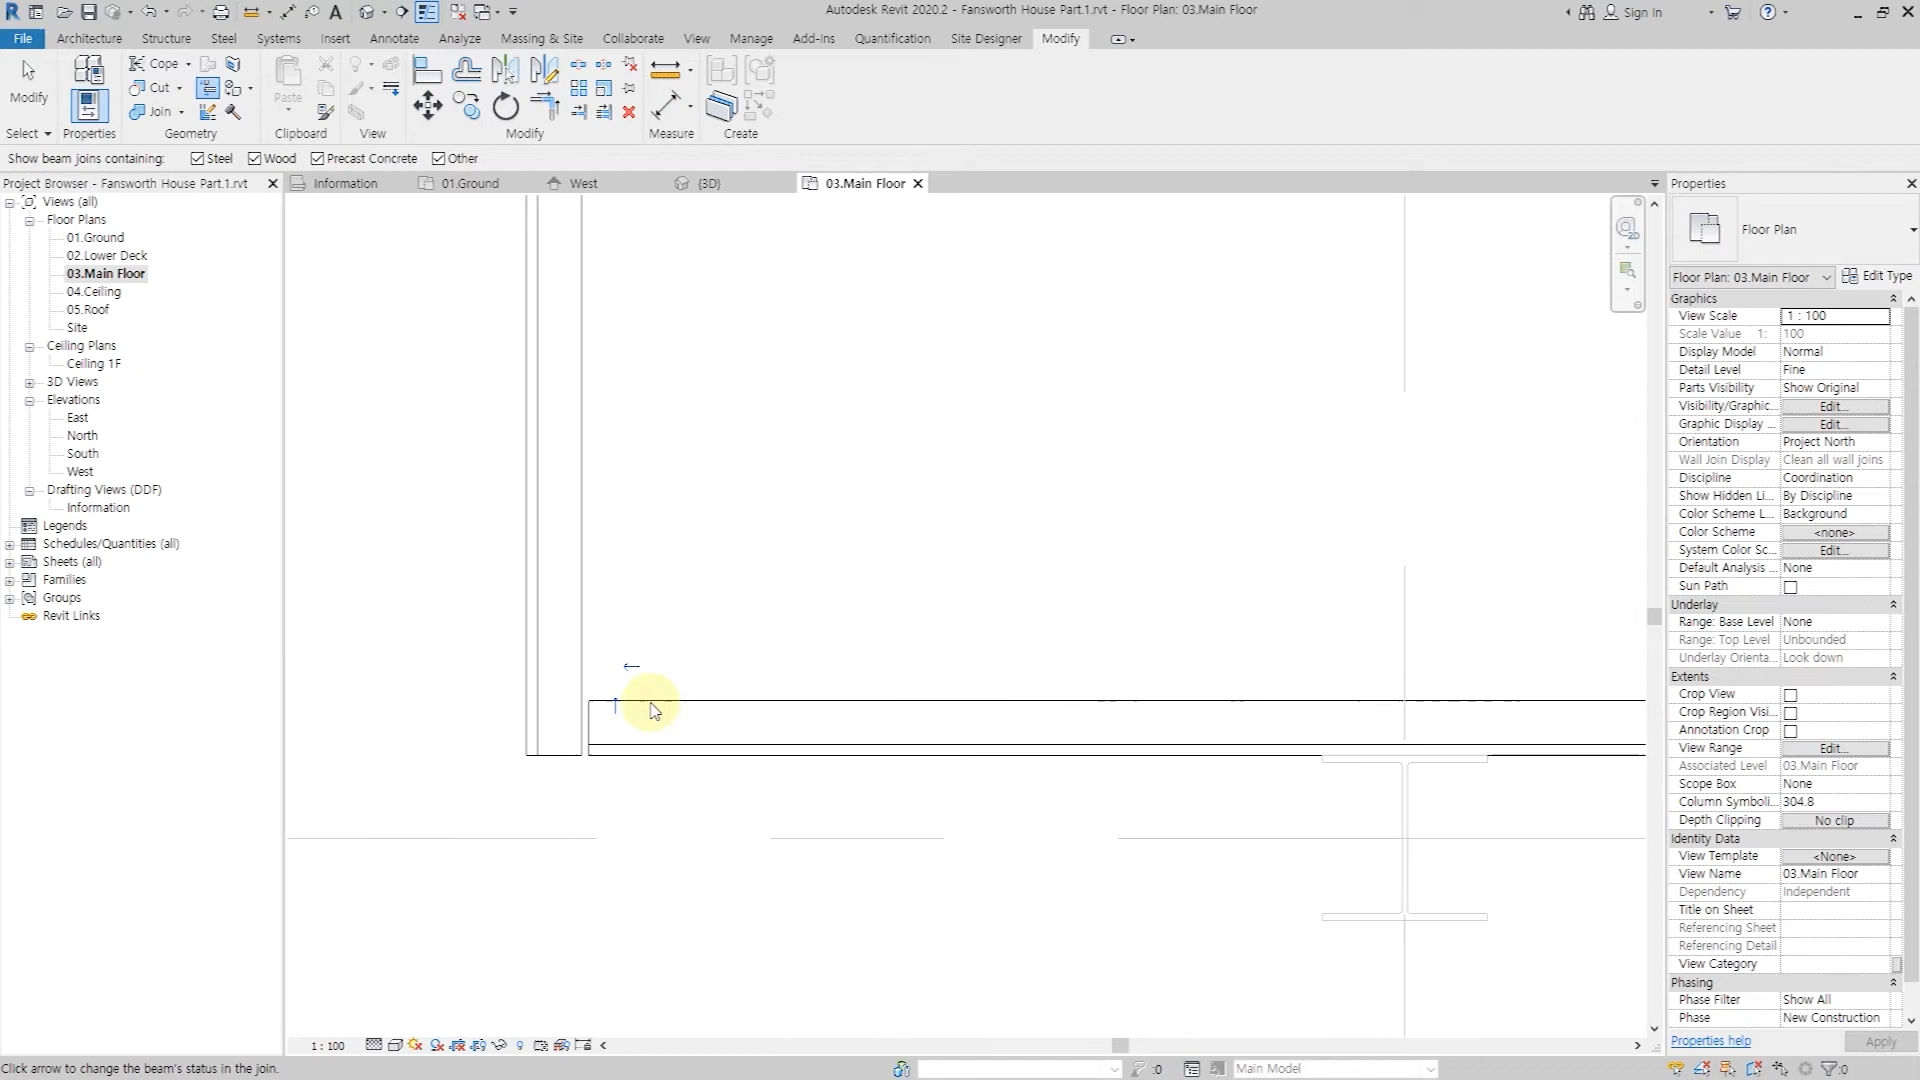 Autodesk Revit 2020.2 - Fansworth House Part.1.rvt - Floor Plan: 03.Main Floor
Sign In
File Architecture Structure Steel Systems Insert Annotate Analyze Massing & Site Collaborate View Manage Add-Ins Quantification Site Designer Modify
Modify
Cope
Cut
Join
Paste
Select Properties Geometry Clipboard View Modify Measure Create
Show beam joins containing: Steel Wood Precast Concrete Other
Project Browser - Fansworth House Part.1.rvt
Information 01.Ground West {3D} 03.Main Floor
Views (all)
Floor Plans
01.Ground
02.Lower Deck
03.Main Floor
04.Ceiling
05.Roof
Site
Ceiling Plans
Ceiling 1F
3D Views
Elevations
East
North
South
West
Drafting Views (DDF)
Information
Legends
Schedules/Quantities (all)
Sheets (all)
Families
Groups
Revit Links
2D
Properties
Floor Plan
Floor Plan: 03.Main Floor Edit Type
Graphics
View Scale 1 : 100
Scale Value 1: 100
Display Model Normal
Detail Level Fine
Parts Visibility Show Original
Visibility/Graphic... Edit...
Graphic Display ... Edit...
Orientation Project North
Wall Join Display Clean all wall joins
Discipline Coordination
Show Hidden Li... By Discipline
Color Scheme L... Background
Color Scheme <none>
System Color Sc... Edit...
Default Analysis ... None
Sun Path
Underlay
Range: Base Level None
Range: Top Level Unbounded
Underlay Orienta... Look down
Extents
Crop View
Crop Region Visi...
Annotation Crop
View Range Edit...
Associated Level 03.Main Floor
Scope Box None
Column Symboli... 304.8
Depth Clipping No clip
Identity Data
View Template <None>
View Name 03.Main Floor
Dependency Independent
Title on Sheet
Referencing Sheet
Referencing Detail
View Category
Phasing
Phase Filter Show All
Phase New Construction
Properties help Apply
1 : 100
Click arrow to change the beam's status in the join.
:0 Main Model :0